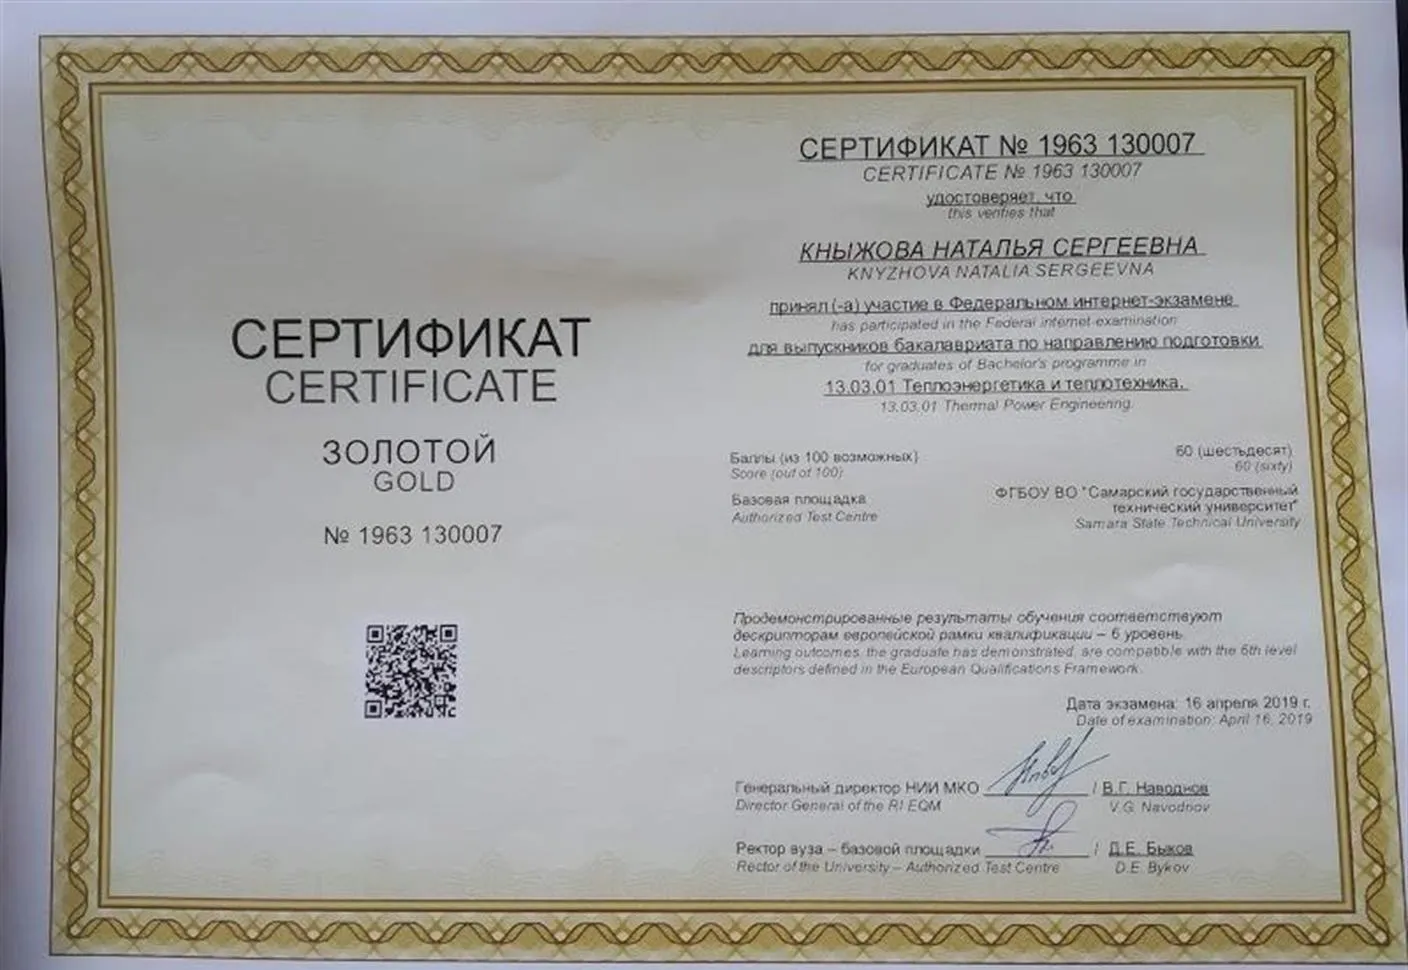 СЕРТИФИКАТ
CERTIFICATE
ЗОЛОТОЙ
GOLD
№ 1963 130007
СЕРТИФИКАТ № 1963 130007
CERTIFICATE № 1963 130007
удостоверяет, что
this verifies that
КНЫЖОВА НАТАЛЬЯ СЕРГЕЕВНА
KNYZHOVA NATALIA SERGEEVNA
принял (-а) участие в Федеральном интернет-экзамене
has participated in the Federal internet-examination
для выпускников бакалавриата по направлению подготовки
for graduates of Bachelor's programme in
13.03.01 Теплоэнергетика и теплотехника.
13.03.01 Thermal Power Engineering.
Баллы (из 100 возможных) 60 (шестьдесят)
Score (out of 100) 60 (sixty)
Базовая площадка ФГБОУ ВО "Самарский государственный
технический университет"
Authorized Test Centre Samara State Technical University
Продемонстрированные результаты обучения соответствуют
дескрипторам европейской рамки квалификации – 6 уровень.
Learning outcomes, the graduate has demonstrated, are compatible with the 6th level
descriptors defined in the European Qualifications Framework.
Дата экзамена: 16 апреля 2019 г.
Date of examination: April 16, 2019
Генеральный директор НИИ МКО / В.Г. Наводнов
Director General of the RI EQM V.G. Navodnov
Ректор вуза – базовой площадки / Д.Е. Быков
Rector of the University – Authorized Test Centre D.E. Bykov